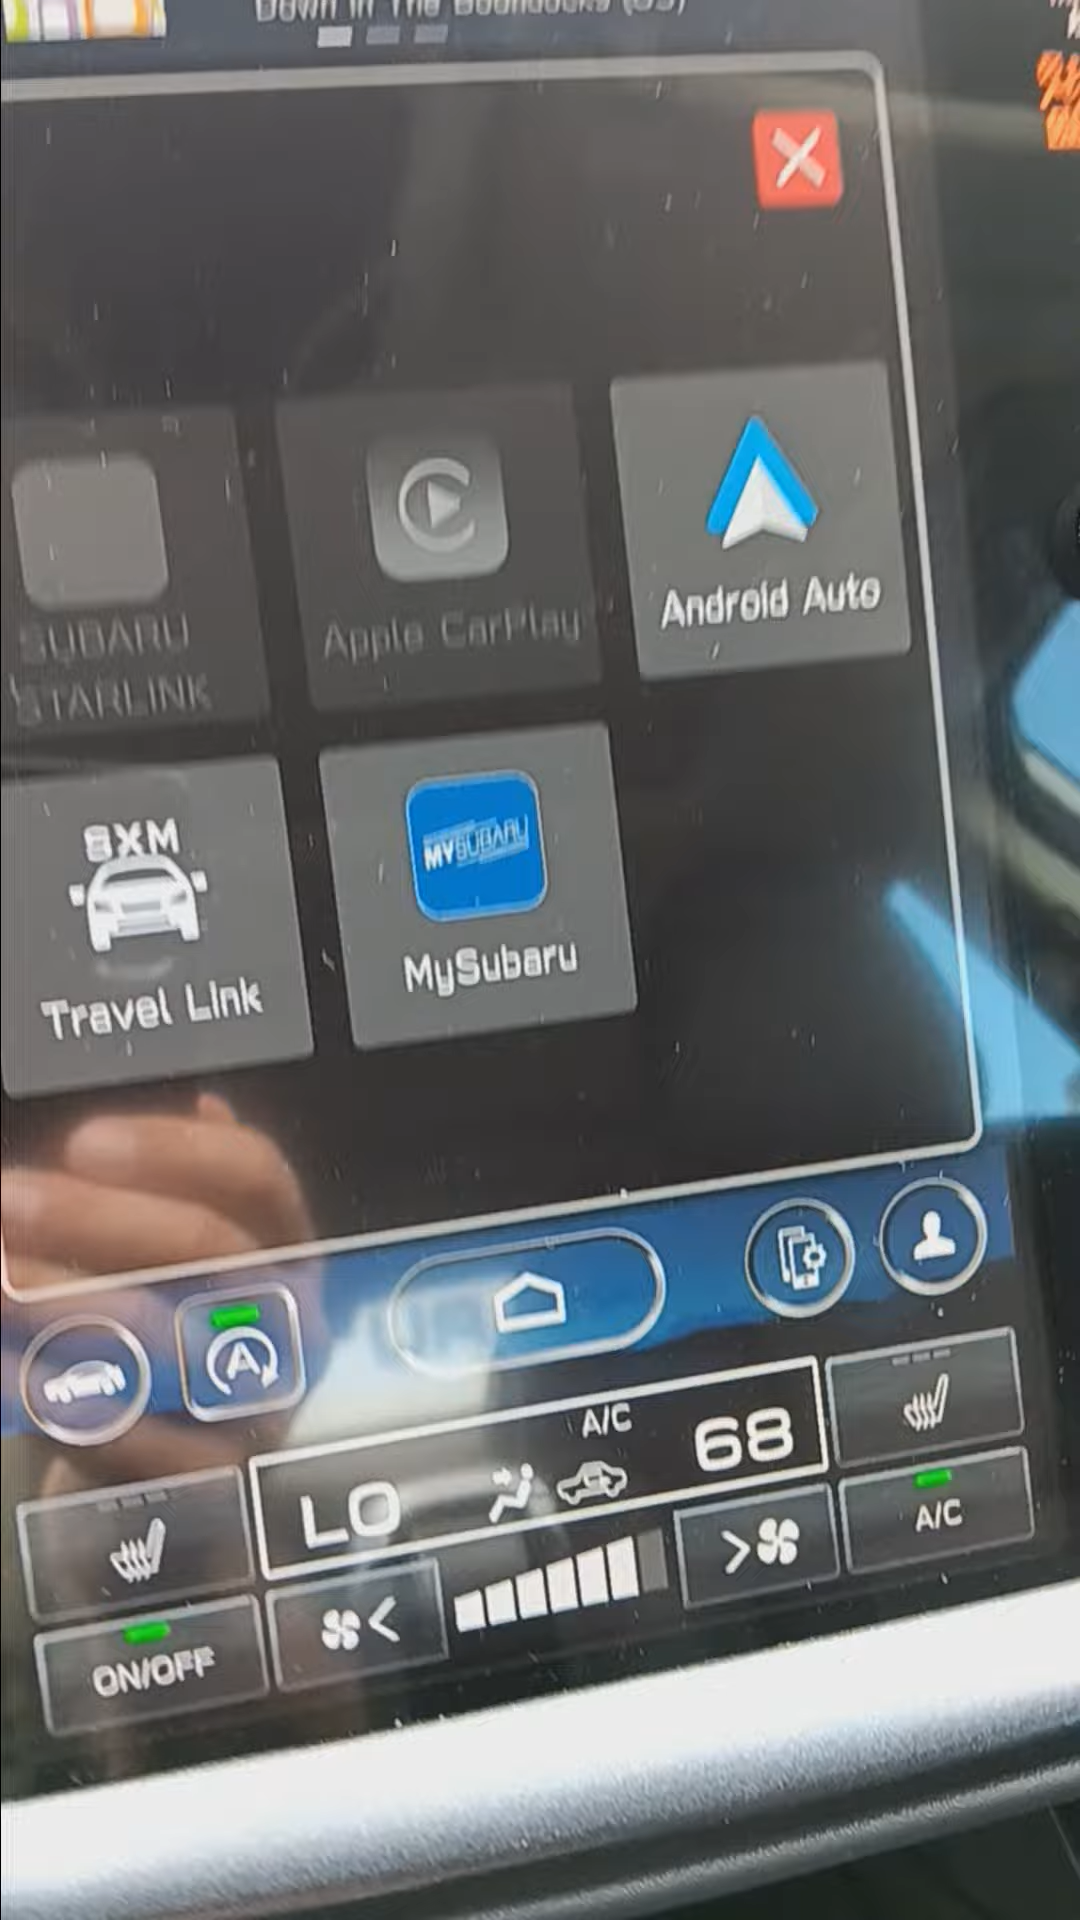 Down In The Boondocks (65)
SUBARU
STARLINK
Apple CarPlay
Android Auto
SXM
Travel Link
MYSUBARU
MySubaru
A
A/C
LO
68
A/C
ON/OFF